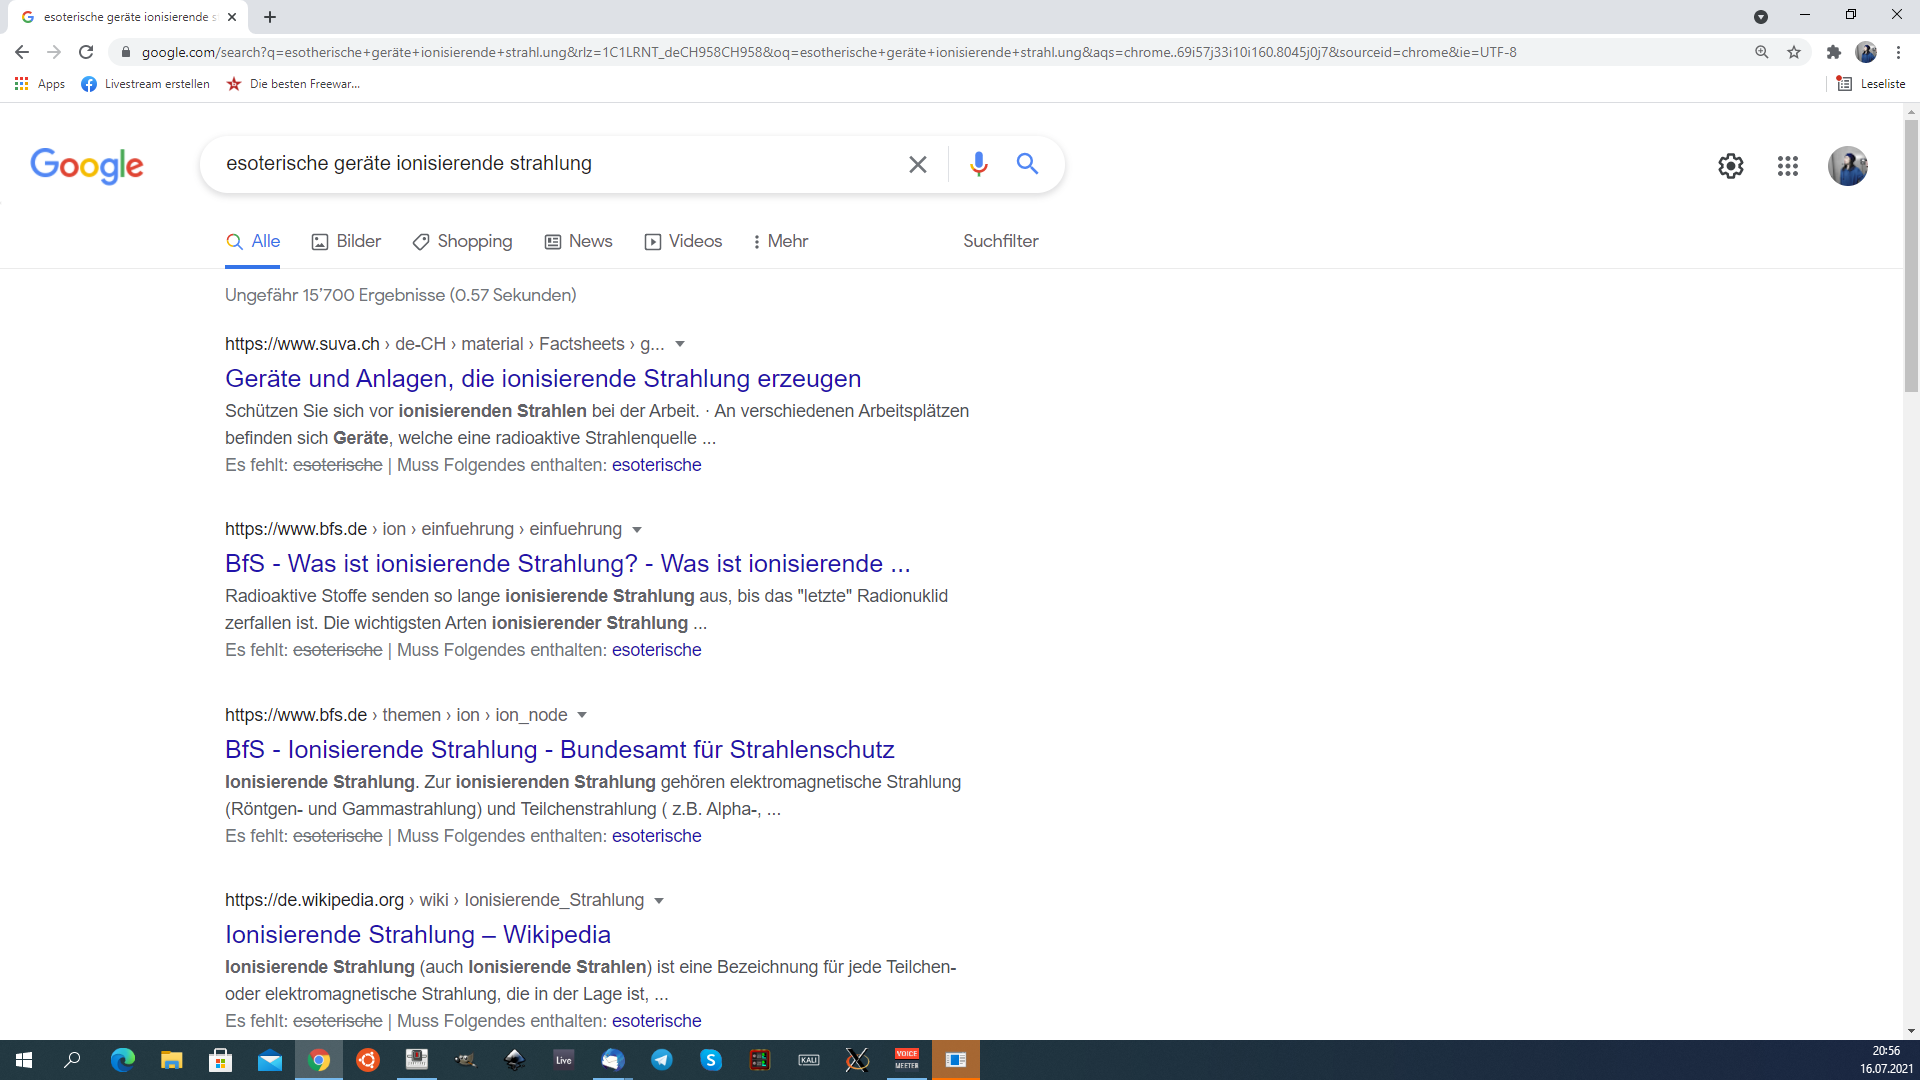 esoterische geräte ionisierende s
google.com/search?q=esotherische+geräte+ionisierende+strahl.ung&rlz=1C1LRNT_deCH958CH958&oq=esotherische+geräte+ionisierende+strahl.ung&aqs=chrome..69i57j33i10i160.8045j0j7&sourceid=chrome&ie=UTF-8
Apps Livestream erstellen Die besten Freewar... Leseliste
Google esoterische geräte ionisierende strahlung
Alle Bilder Shopping News Videos Mehr Suchfilter
Ungefähr 15'700 Ergebnisse (0.57 Sekunden)
https://www.suva.ch › de-CH › material › Factsheets › g...
Geräte und Anlagen, die ionisierende Strahlung erzeugen
Schützen Sie sich vor ionisierenden Strahlen bei der Arbeit. · An verschiedenen Arbeitsplätzen
befinden sich Geräte, welche eine radioaktive Strahlenquelle ...
Es fehlt: esoterische | Muss Folgendes enthalten: esoterische
https://www.bfs.de › ion › einfuehrung › einfuehrung
BfS - Was ist ionisierende Strahlung? - Was ist ionisierende ...
Radioaktive Stoffe senden so lange ionisierende Strahlung aus, bis das "letzte" Radionuklid
zerfallen ist. Die wichtigsten Arten ionisierender Strahlung ...
Es fehlt: esoterische | Muss Folgendes enthalten: esoterische
https://www.bfs.de › themen › ion › ion_node
BfS - Ionisierende Strahlung - Bundesamt für Strahlenschutz
Ionisierende Strahlung. Zur ionisierenden Strahlung gehören elektromagnetische Strahlung
(Röntgen- und Gammastrahlung) und Teilchenstrahlung ( z.B. Alpha-, ...
Es fehlt: esoterische | Muss Folgendes enthalten: esoterische
https://de.wikipedia.org › wiki › Ionisierende_Strahlung
Ionisierende Strahlung – Wikipedia
Ionisierende Strahlung (auch Ionisierende Strahlen) ist eine Bezeichnung für jede Teilchen-
oder elektromagnetische Strahlung, die in der Lage ist, ...
Es fehlt: esoterische | Muss Folgendes enthalten: esoterische
Live KALI VOICE MEETER
20:56
16.07.2021